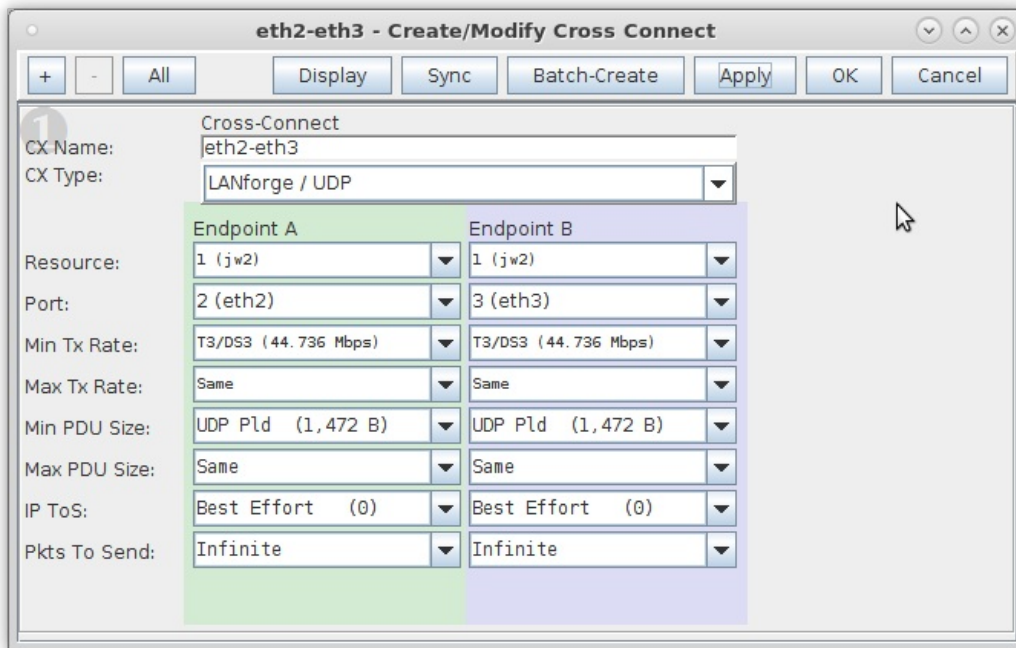 eth2-eth3 - Create/Modify Cross Connect
+ - All Display Sync Batch-Create Apply OK Cancel
1
Cross-Connect
CX Name: eth2-eth3
CX Type: LANforge / UDP
Endpoint A Endpoint B
Resource: 1 (jw2) 1 (jw2)
Port: 2 (eth2) 3 (eth3)
Min Tx Rate: T3/DS3 (44.736 Mbps) T3/DS3 (44.736 Mbps)
Max Tx Rate: Same Same
Min PDU Size: UDP Pld (1,472 B) UDP Pld (1,472 B)
Max PDU Size: Same Same
IP ToS: Best Effort (0) Best Effort (0)
Pkts To Send: Infinite Infinite